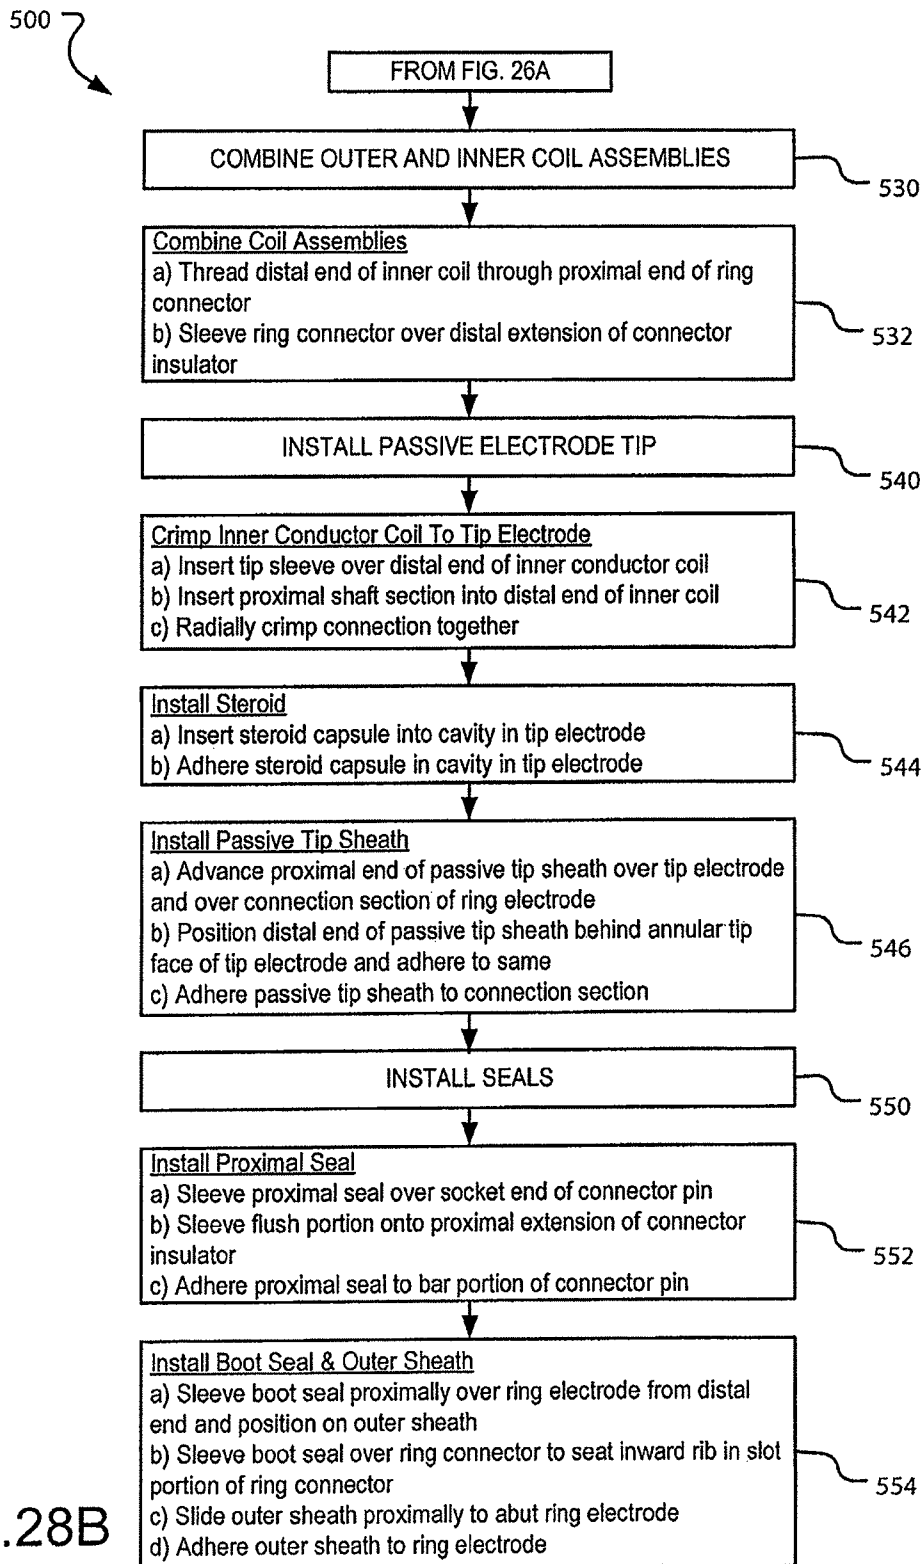 500
FROM FIG. 26A
COMBINE OUTER AND INNER COIL ASSEMBLIES
530
Combine Coil Assemblies
a) Thread distal end of inner coil through proximal end of ring
connector
b) Sleeve ring connector over distal extension of connector
insulator
532
INSTALL PASSIVE ELECTRODE TIP
540
Crimp Inner Conductor Coil To Tip Electrode
a) Insert tip sleeve over distal end of inner conductor coil
b) Insert proximal shaft section into distal end of inner coil
c) Radially crimp connection together
542
Install Steroid
a) Insert steroid capsule into cavity in tip electrode
b) Adhere steroid capsule in cavity in tip electrode
544
Install Passive Tip Sheath
a) Advance proximal end of passive tip sheath over tip electrode
and over connection section of ring electrode
b) Position distal end of passive tip sheath behind annular tip
face of tip electrode and adhere to same
c) Adhere passive tip sheath to connection section
546
INSTALL SEALS
550
Install Proximal Seal
a) Sleeve proximal seal over socket end of connector pin
b) Sleeve flush portion onto proximal extension of connector
insulator
c) Adhere proximal seal to bar portion of connector pin
552
Install Boot Seal & Outer Sheath
a) Sleeve boot seal proximally over ring electrode from distal
end and position on outer sheath
b) Sleeve boot seal over ring connector to seat inward rib in slot
portion of ring connector
c) Slide outer sheath proximally to abut ring electrode
d) Adhere outer sheath to ring electrode
554
.28B